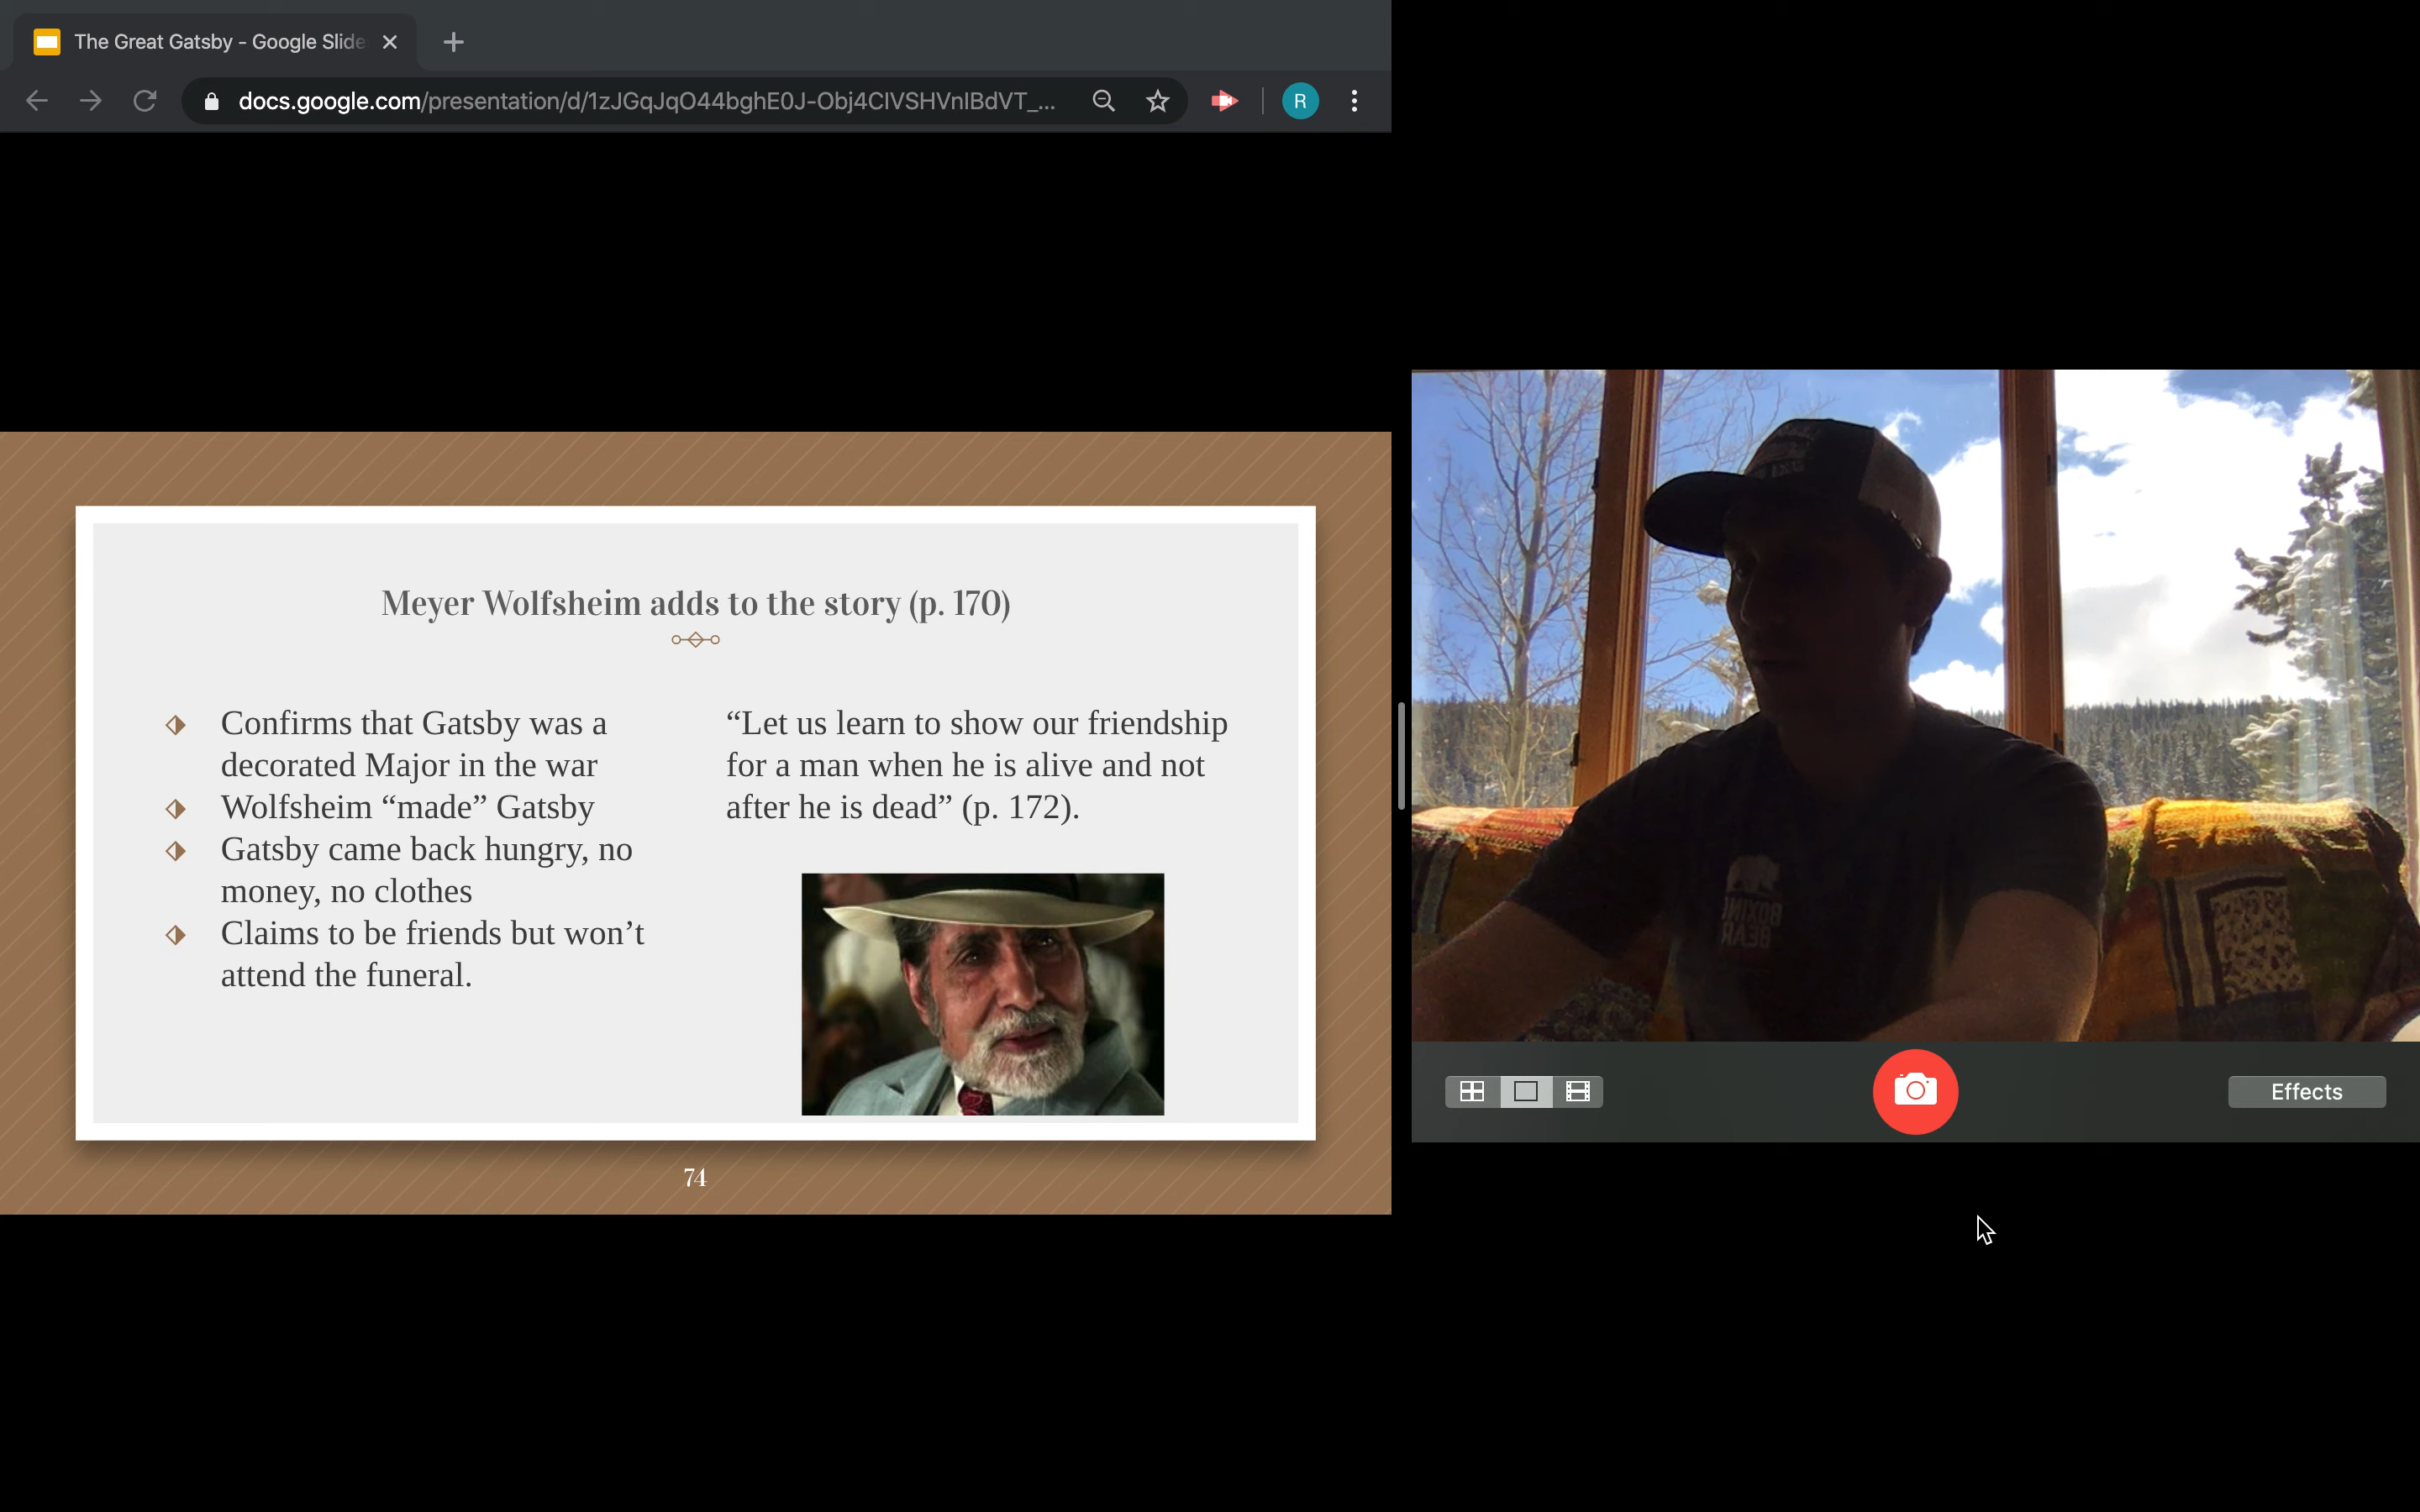 The Great Gatsby - Google Slide
docs.google.com/presentation/d/1zJGqJqO44bghE0J-Obj4CIVSHVnIBdVT_...
R
Meyer Wolfsheim adds to the story (p. 170)
Confirms that Gatsby was a
decorated Major in the war
Wolfsheim “made” Gatsby
Gatsby came back hungry, no
money, no clothes
Claims to be friends but won’t
attend the funeral.
“Let us learn to show our friendship
for a man when he is alive and not
after he is dead” (p. 172).
74
BOXING
BEAR
Effects